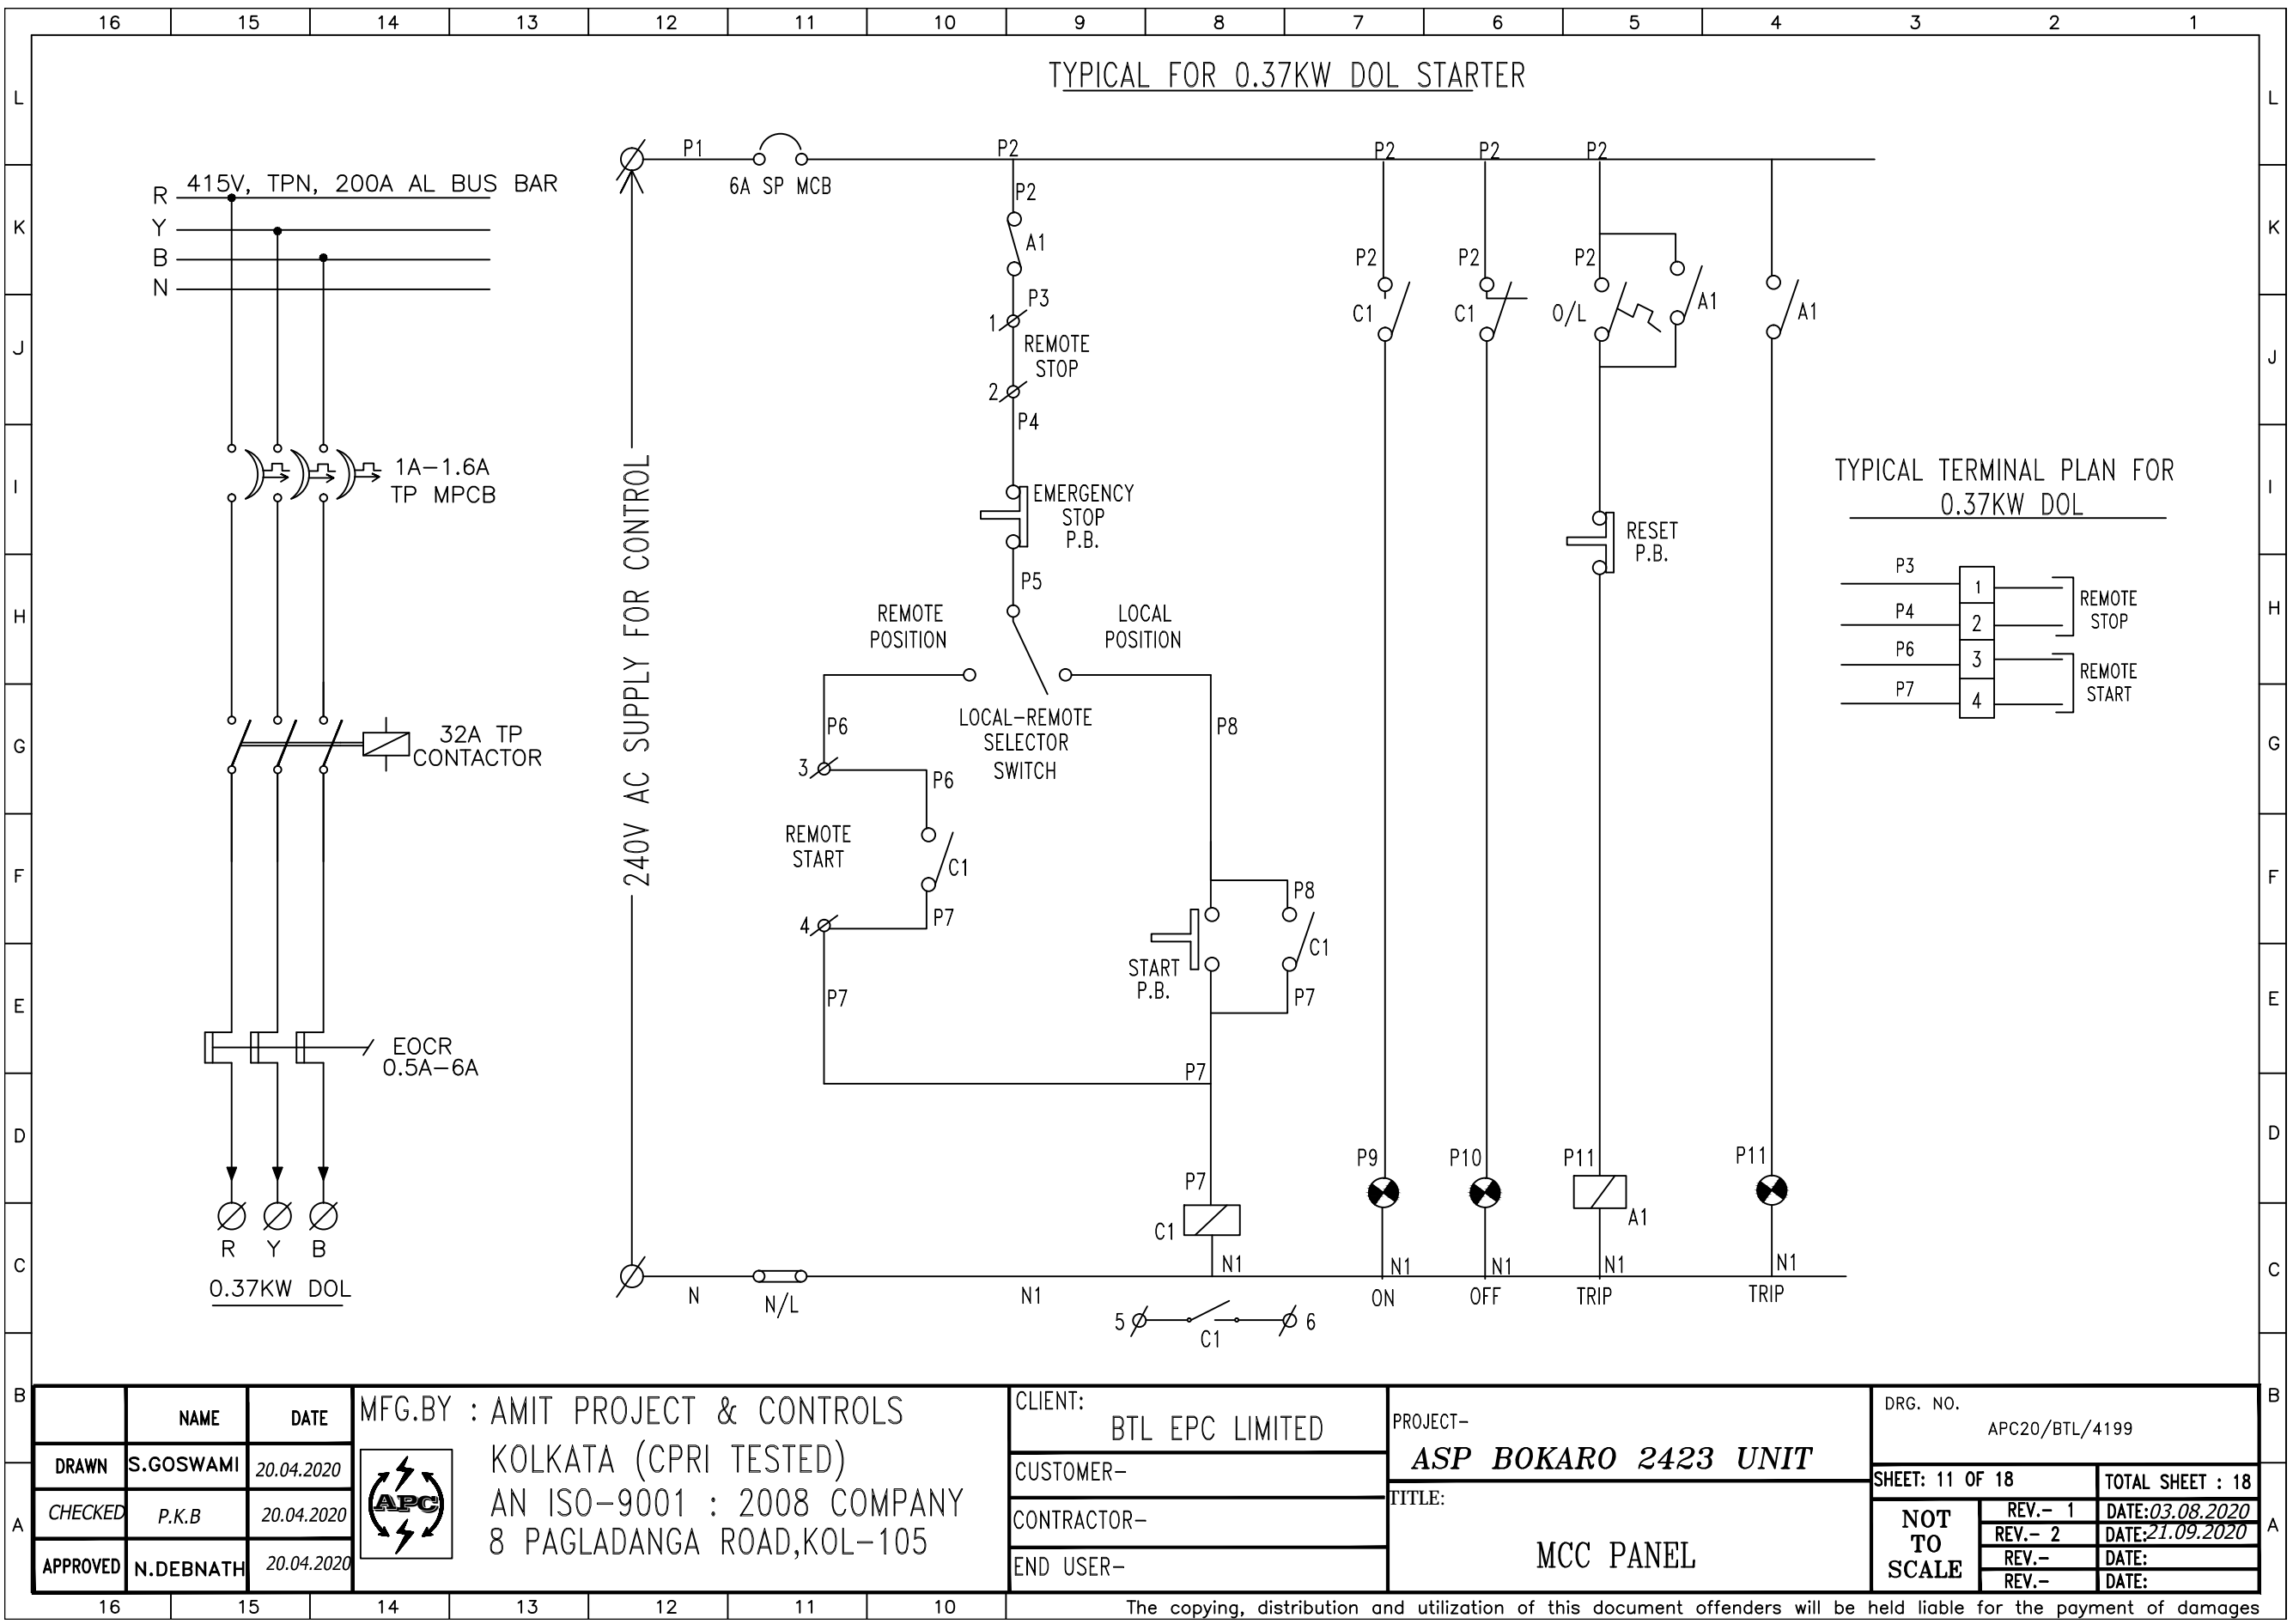 16 15 14 13 12 11 10 9 8 7 6 5 4 3 2 1
TYPICAL FOR 0.37KW DOL STARTER
L
L
P1
P2
P2
P2
P2
6A SP MCB
415V, TPN, 200A AL BUS BAR
R
Y
B
N
K
K
P2
A1
P3
1
REMOTE
STOP
2
P4
P2
C1
P2
C1
P2
O/L
A1
A1
J
J
1A-1.6A
TP MPCB
I
I
240V AC SUPPLY FOR CONTROL
EMERGENCY
STOP
P.B.
P5
RESET
P.B.
TYPICAL TERMINAL PLAN FOR
0.37KW DOL
P3
1
P4
2
REMOTE
STOP
P6
3
P7
4
REMOTE
START
H
H
REMOTE
POSITION
LOCAL
POSITION
LOCAL-REMOTE
SELECTOR
SWITCH
P6
P8
32A TP
CONTACTOR
G
G
3
P6
REMOTE
START
C1
4
P7
P7
F
F
P8
C1
START
P.B.
P7
E
E
EOCR
0.5A-6A
P7
D
D
P7
C1
N1
P9
N1
ON
P10
N1
OFF
P11
A1
N1
TRIP
P11
N1
TRIP
R Y B
0.37KW DOL
C
C
N
N/L
N1
5
C1
6
B
B
A
A
NAME
DATE
DRAWN
S.GOSWAMI
20.04.2020
CHECKED
P.K.B
20.04.2020
APPROVED
N.DEBNATH
20.04.2020
MFG.BY : AMIT PROJECT & CONTROLS
KOLKATA (CPRI TESTED)
AN ISO-9001 : 2008 COMPANY
8 PAGLADANGA ROAD,KOL-105
APC
CLIENT:
BTL EPC LIMITED
CUSTOMER-
CONTRACTOR-
END USER-
PROJECT-
ASP BOKARO 2423 UNIT
TITLE:
MCC PANEL
DRG. NO.
APC20/BTL/4199
SHEET: 11 OF 18
TOTAL SHEET : 18
NOT
TO
SCALE
REV.- 1
DATE:03.08.2020
REV.- 2
DATE:21.09.2020
REV.-
DATE:
REV.-
DATE:
16 15 14 13 12 11 10
The copying, distribution and utilization of this document offenders will be held liable for the payment of damages